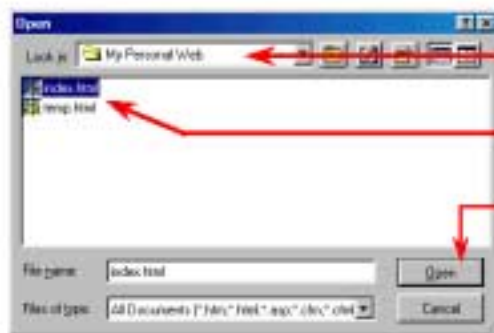 Open
Look in: My Personal Web
index.html
temp.html
File name: index.html Open
Files of type: All Documents (*.htm;*.html;*.asp;*.cfm;*.cfml Cancel